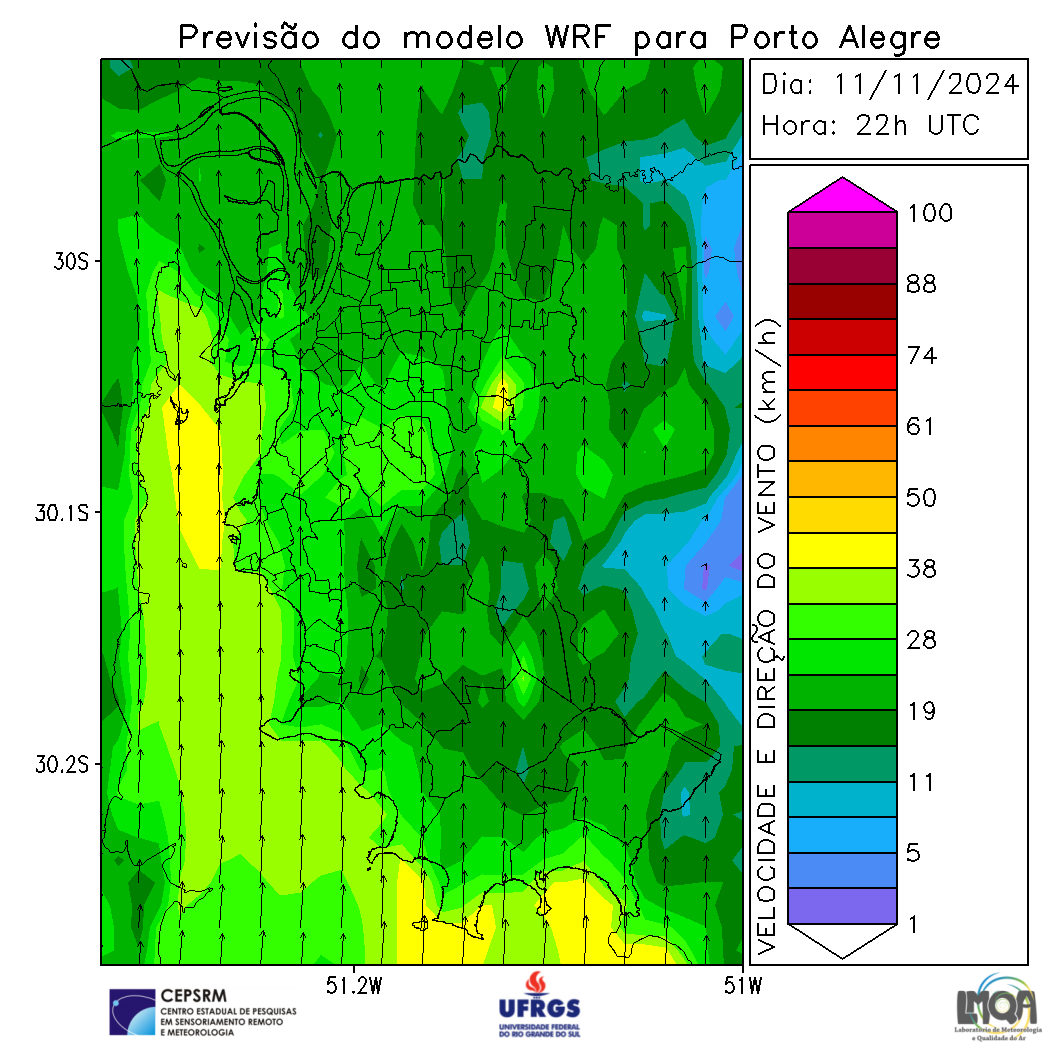 Previsão do modelo WRF para Porto Alegre
Dia: 11/11/2024
Hora: 22h UTC
30S
30.1S
30.2S
51.2W
51W
VELOCIDADE E DIREÇÃO DO VENTO (km/h)
100
88
74
61
50
38
28
19
11
5
1
CEPSRM
CENTRO ESTADUAL DE PESQUISAS
EM SENSORIAMENTO REMOTO
E METEOROLOGIA
UFRGS
UNIVERSIDADE FEDERAL
DO RIO GRANDE DO SUL
LMQA
Laboratório de Meteorologia
e Qualidade do Ar